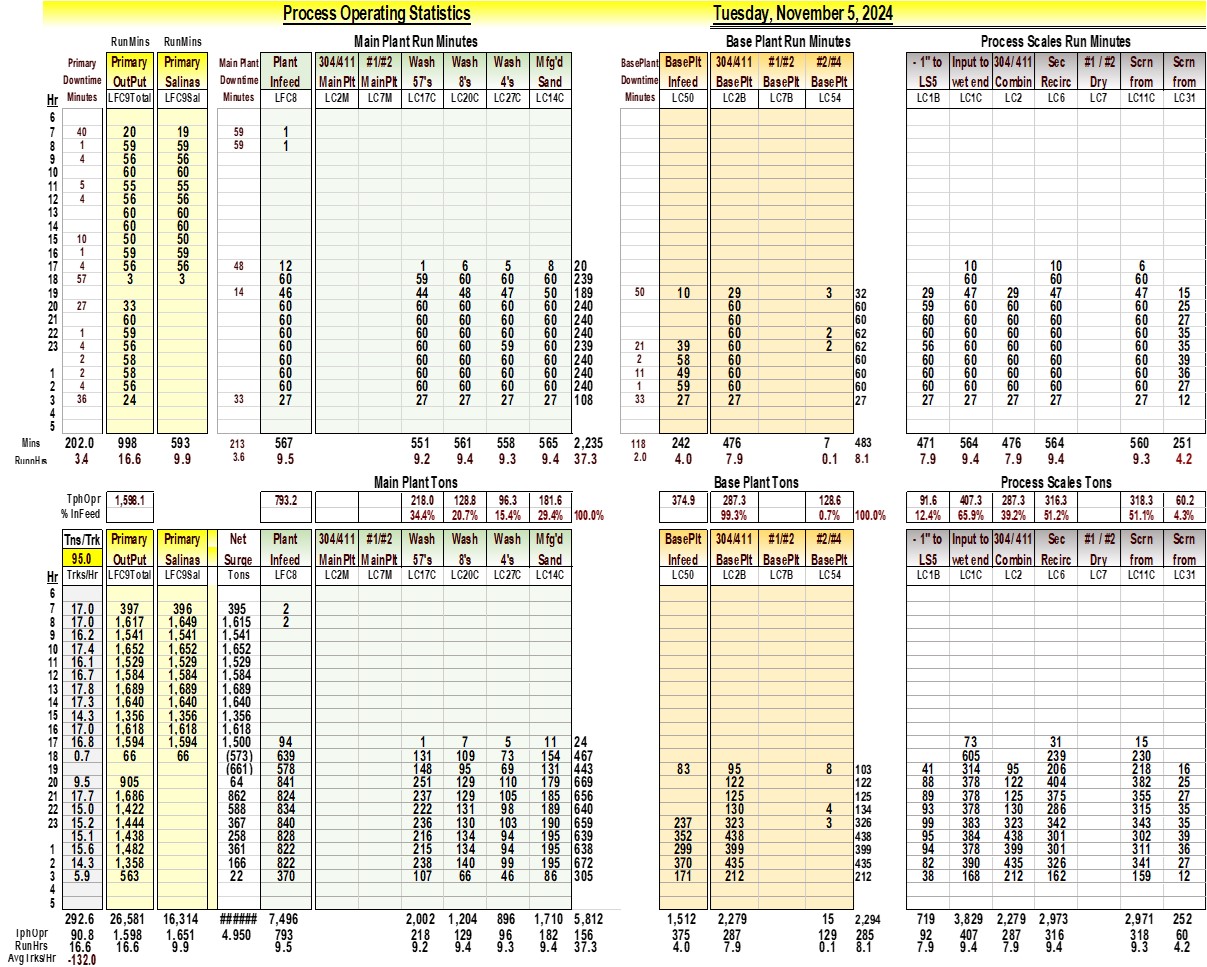 Process Operating Statistics Tuesday, November 5, 2024
RunMins RunMins Main Plant Run Minutes Base Plant Run Minutes Process Scales Run Minutes
Primary Primary Primary Main Plant Plant 304/411 #1/#2 Wash Wash Wash Mfg'd BasePlant BasePlt 304/411 #1/#2 #2/#4 - 1" to Input to 304/411 Sec #1 / #2 Scrn Scrn
Downtime OutPut Salinas Downtime Infeed MainPlt MainPlt 57's 8's 4's Sand Downtime Infeed BasePlt BasePlt BasePlt LS5 wet end Combin Recirc Dry from from
Hr Minutes LFC9Total LFC9Sal Minutes LFC8 LC2M LC7M LC17C LC20C LC27C LC14C Minutes LC50 LC2B LC7B LC54 LC1B LC1C LC2 LC6 LC7 LC11C LC31
6
7 40 20 19 59 1
8 1 59 59 59 1
9 4 56 56
10 60 60
11 5 55 55
12 4 56 56
13 60 60
14 60 60
15 10 50 50
16 1 59 59
17 4 56 56 48 12 1 6 5 8 20 10 10 6
18 57 3 3 60 59 60 60 60 239 60 60 60
19 14 46 44 48 47 50 189 50 10 29 3 32 29 47 29 47 47 15
20 27 33 60 60 60 60 60 240 60 60 59 60 60 60 60 25
21 60 60 60 60 60 60 240 60 60 60 60 60 60 60 27
22 1 59 60 60 60 60 60 240 60 2 62 60 60 60 60 60 35
23 4 56 60 60 60 59 60 239 21 39 60 2 62 56 60 60 60 60 35
2 58 60 60 60 60 60 240 2 58 60 60 60 60 60 60 60 39
1 2 58 60 60 60 60 60 240 11 49 60 60 60 60 60 60 60 36
2 4 56 60 60 60 60 60 240 1 59 60 60 60 60 60 60 60 27
3 36 24 33 27 27 27 27 27 108 33 27 27 27 27 27 27 27 27 12
4
5
Mins 202.0 998 593 213 567 551 561 558 565 2,235 118 242 476 7 483 471 564 476 564 560 251
RunnHrs 3.4 16.6 9.9 3.6 9.5 9.2 9.4 9.3 9.4 37.3 2.0 4.0 7.9 0.1 8.1 7.9 9.4 7.9 9.4 9.3 4.2
Main Plant Tons Base Plant Tons Process Scales Tons
TphOpr 1,598.1 793.2 218.0 128.8 96.3 181.6 374.9 287.3 128.6 91.6 407.3 287.3 316.3 318.3 60.2
% InFeed 34.4% 20.7% 15.4% 29.4% 100.0% 99.3% 0.7% 100.0% 12.4% 65.9% 39.2% 51.2% 51.1% 4.3%
Tns/Trk Primary Primary Net Plant 304/411 #1/#2 Wash Wash Wash Mfg'd BasePlt 304/411 #1/#2 #2/#4 - 1" to Input to 304/411 Sec #1 / #2 Scrn Scrn
95.0 OutPut Salinas Surge Infeed MainPlt MainPlt 57's 8's 4's Sand Infeed BasePlt BasePlt BasePlt LS5 wet end Combin Recirc Dry from from
Hr Trks/Hr LFC9Total LFC9Sal Tons LFC8 LC2M LC7M LC17C LC20C LC27C LC14C LC50 LC2B LC7B LC54 LC1B LC1C LC2 LC6 LC7 LC11C LC31
6
7 17.0 397 396 395 2
8 17.0 1,617 1,649 1,615 2
9 16.2 1,541 1,541 1,541
10 17.4 1,652 1,652 1,652
11 16.1 1,529 1,529 1,529
12 16.7 1,584 1,584 1,584
13 17.8 1,689 1,689 1,689
14 17.3 1,640 1,640 1,640
15 14.3 1,356 1,356 1,356
16 17.0 1,618 1,618 1,618
17 16.8 1,594 1,594 1,500 94 1 7 5 11 24 73 31 15
18 0.7 66 66 (573) 639 131 109 73 154 467 605 239 230
19 (661) 578 148 95 69 131 443 83 95 8 103 41 314 95 206 218 16
20 9.5 905 64 841 251 129 110 179 669 122 122 88 378 122 404 382 25
21 17.7 1,686 862 824 237 129 105 185 656 125 125 89 378 125 375 355 27
22 15.0 1,422 588 834 222 131 98 189 640 130 4 134 93 378 130 286 315 35
23 15.2 1,444 367 840 236 130 103 190 659 237 323 3 326 99 383 323 342 343 35
15.1 1,438 258 828 216 134 94 195 639 352 438 438 95 384 438 301 302 39
1 15.6 1,482 361 822 215 134 94 195 638 299 399 399 94 378 399 301 311 36
2 14.3 1,358 166 822 238 140 99 195 672 370 435 435 82 390 435 326 341 27
3 5.9 563 22 370 107 66 46 86 305 171 212 212 38 168 212 162 159 12
4
5
292.6 26,581 16,314 ###### 7,496 2,002 1,204 896 1,710 5,812 1,512 2,279 15 2,294 719 3,829 2,279 2,973 2,971 252
TphOpr 90.8 1,598 1,651 4.950 793 218 129 96 182 156 375 287 129 285 92 407 287 316 318 60
RunHrs 16.6 16.6 9.9 9.5 9.2 9.4 9.3 9.4 37.3 4.0 7.9 0.1 8.1 7.9 9.4 7.9 9.4 9.3 4.2
AvgTrks/Hr -132.0